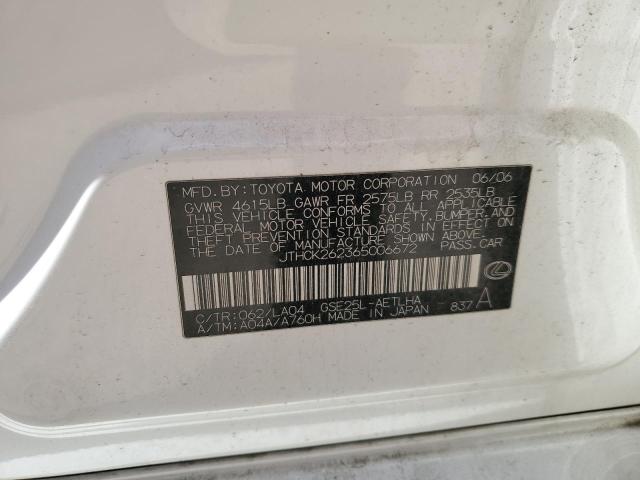 MFD. BY: TOYOTA MOTOR CORPORATION 06/06
GVWR 4615LB GAWR FR 2575LB RR 2535LB
THIS VEHICLE CONFORMS TO ALL APPLICABLE
FEDERAL MOTOR VEHICLE SAFETY, BUMPER, AND
THEFT PREVENTION STANDARDS IN EFFECT ON
THE DATE OF MANUFACTURE SHOWN ABOVE.
JTHCK262365006672 PASS. CAR
C/TR: 062/LA04 GSE25L-AETLHA
A/TM: A04A/A760H MADE IN JAPAN 837 A